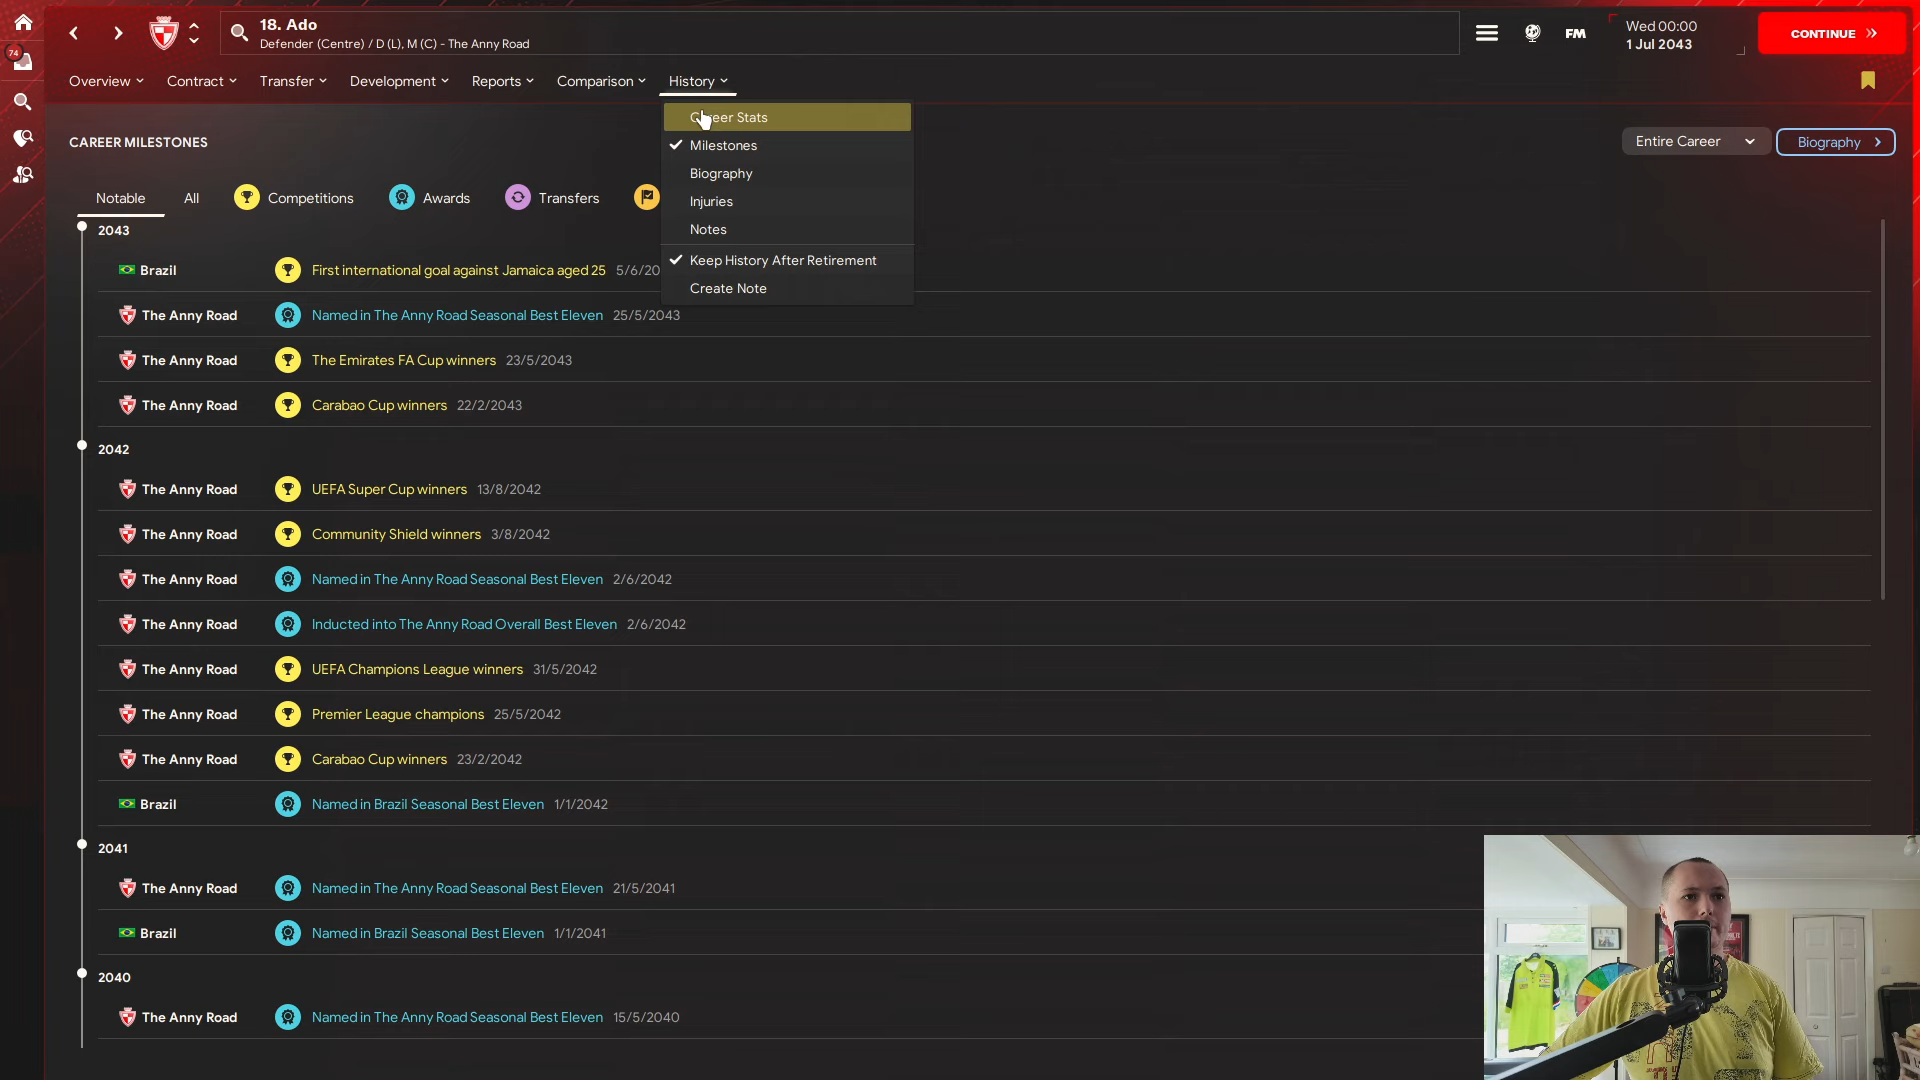 18. Ado
Defender (Centre) / D (L), M (C) - The Anny Road
FM
Wed 00:00
1 Jul 2043
CONTINUE
74
Overview
Contract
Transfer
Development
Reports
Comparison
History
Career Stats
Milestones
Biography
Injuries
Notes
Keep History After Retirement
Create Note
CAREER MILESTONES
Entire Career
Biography
Notable
All
Competitions
Awards
Transfers
2043
Brazil First international goal against Jamaica aged 25 5/6/20
The Anny Road Named in The Anny Road Seasonal Best Eleven 25/5/2043
The Anny Road The Emirates FA Cup winners 23/5/2043
The Anny Road Carabao Cup winners 22/2/2043
2042
The Anny Road UEFA Super Cup winners 13/8/2042
The Anny Road Community Shield winners 3/8/2042
The Anny Road Named in The Anny Road Seasonal Best Eleven 2/6/2042
The Anny Road Inducted into The Anny Road Overall Best Eleven 2/6/2042
The Anny Road UEFA Champions League winners 31/5/2042
The Anny Road Premier League champions 25/5/2042
The Anny Road Carabao Cup winners 23/2/2042
Brazil Named in Brazil Seasonal Best Eleven 1/1/2042
2041
The Anny Road Named in The Anny Road Seasonal Best Eleven 21/5/2041
Brazil Named in Brazil Seasonal Best Eleven 1/1/2041
2040
The Anny Road Named in The Anny Road Seasonal Best Eleven 15/5/2040